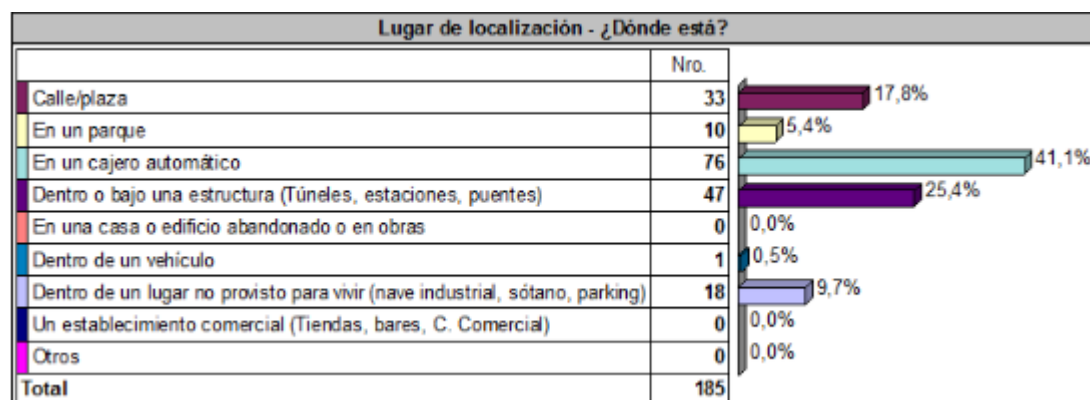 Lugar de localización - ¿Dónde está?
Nro.
Calle/plaza 33 17,8%
En un parque 10 5,4%
En un cajero automático 76 41,1%
Dentro o bajo una estructura (Túneles, estaciones, puentes) 47 25,4%
En una casa o edificio abandonado o en obras 0 0,0%
Dentro de un vehículo 1 0,5%
Dentro de un lugar no provisto para vivir (nave industrial, sótano, parking) 18 9,7%
Un establecimiento comercial (Tiendas, bares, C. Comercial) 0 0,0%
Otros 0 0,0%
Total 185